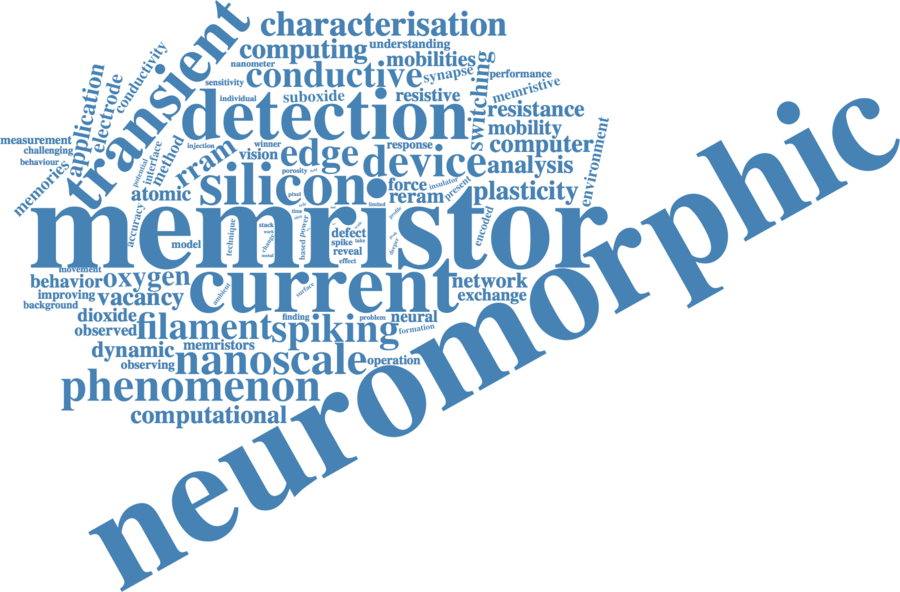 characterisation
transient
computing
understanding
nanometer
conductivity
mobilities
conductive
synapse
performance
sensitivity
switching
application
electrode
individual
suboxide
resistive
memristive
detection
resistance
mobility
measurement
challenging
behaviour
memories
potential
interface
method
injection
winner
response
computer
environment
rram
vision
edge
porosity
device
analysis
atomic
silicon
pixel
force
insulator
present
reram
plasticity
limited
time
memristor
accuracy
model
technique
stack
change
metal
based
power
defect
spike
take
reveal
effect
encoded
neuromorphic
movement
behavior
oxygen
current
network
improving
vacancy
ambient
surface
exchange
background
dioxide
finding
problem
neural
observed
filament
spiking
formation
dynamic
memristors
observing
nanoscale
operation
phenomenon
computational